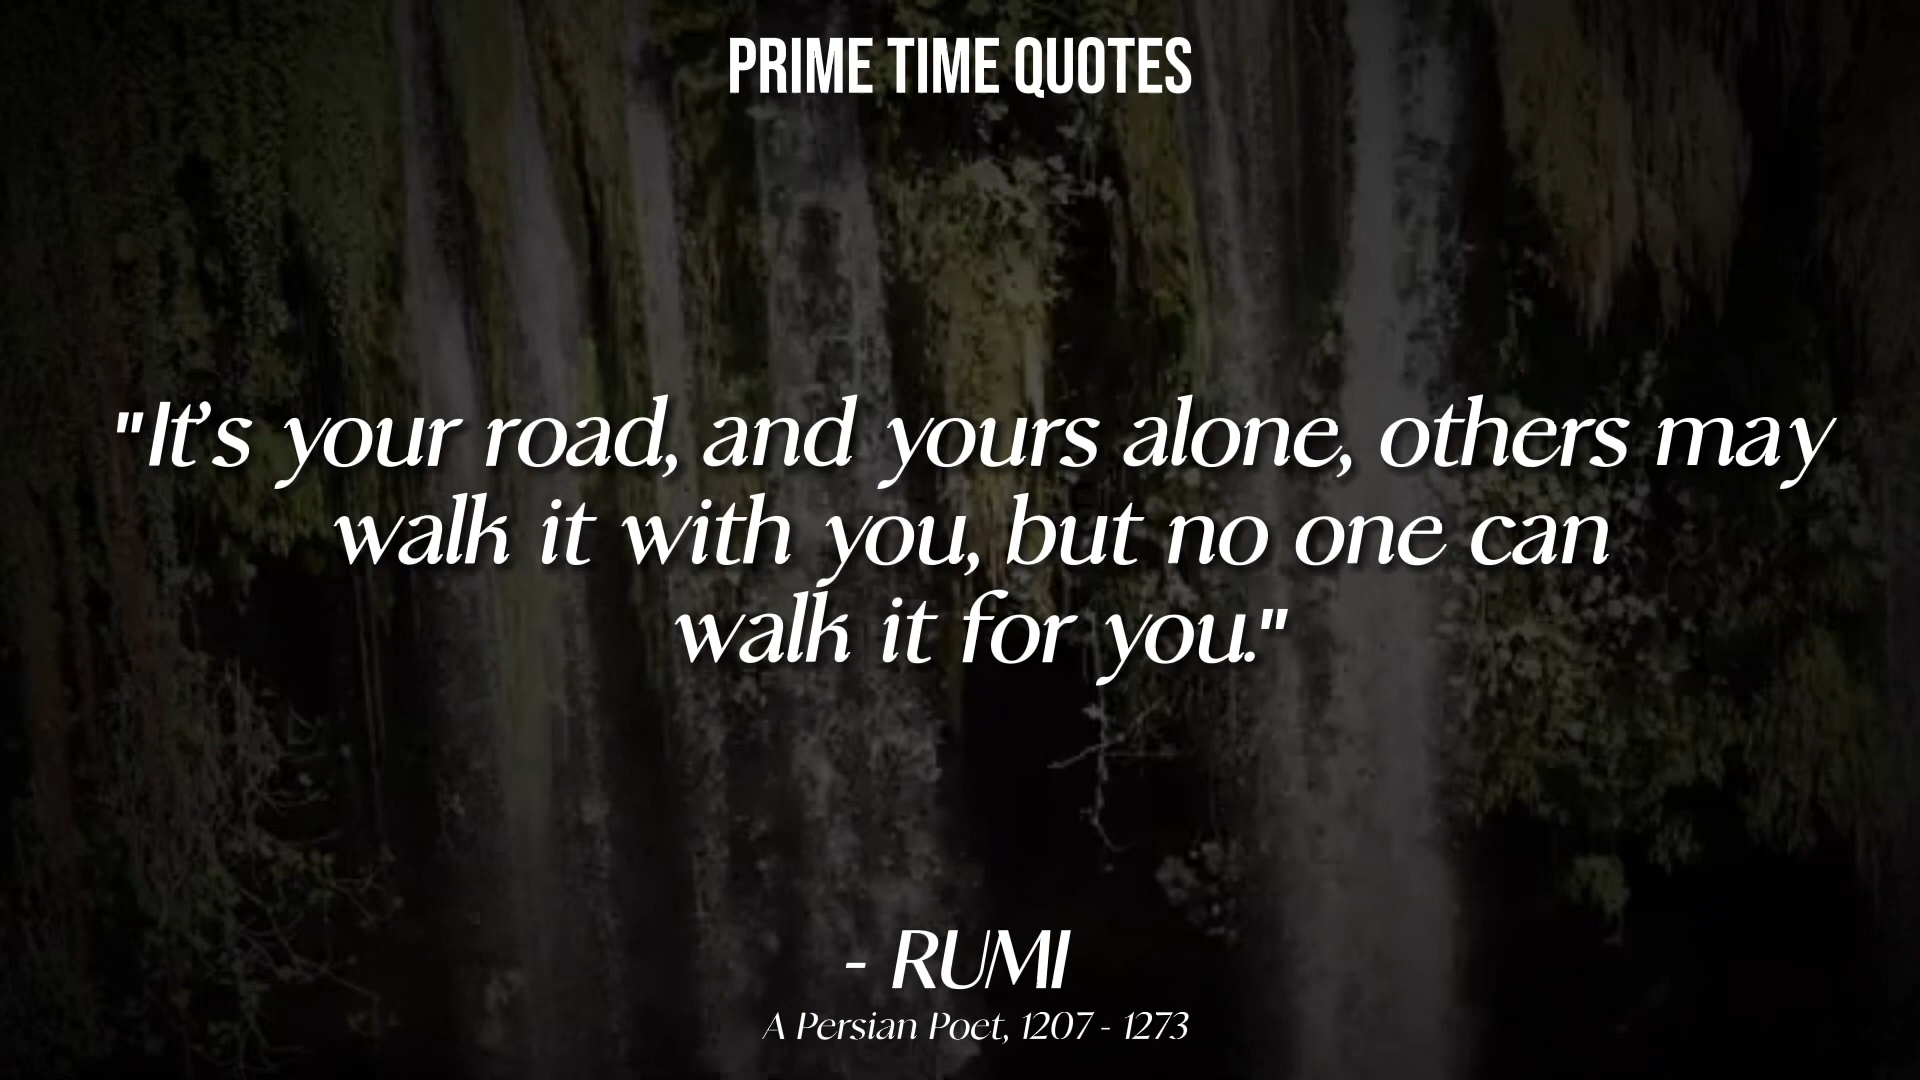 PRIME TIME QUOTES
"It’s your road, and yours alone, others may
walk it with you, but no one can
walk it for you."
- RUMI
A Persian Poet, 1207 - 1273